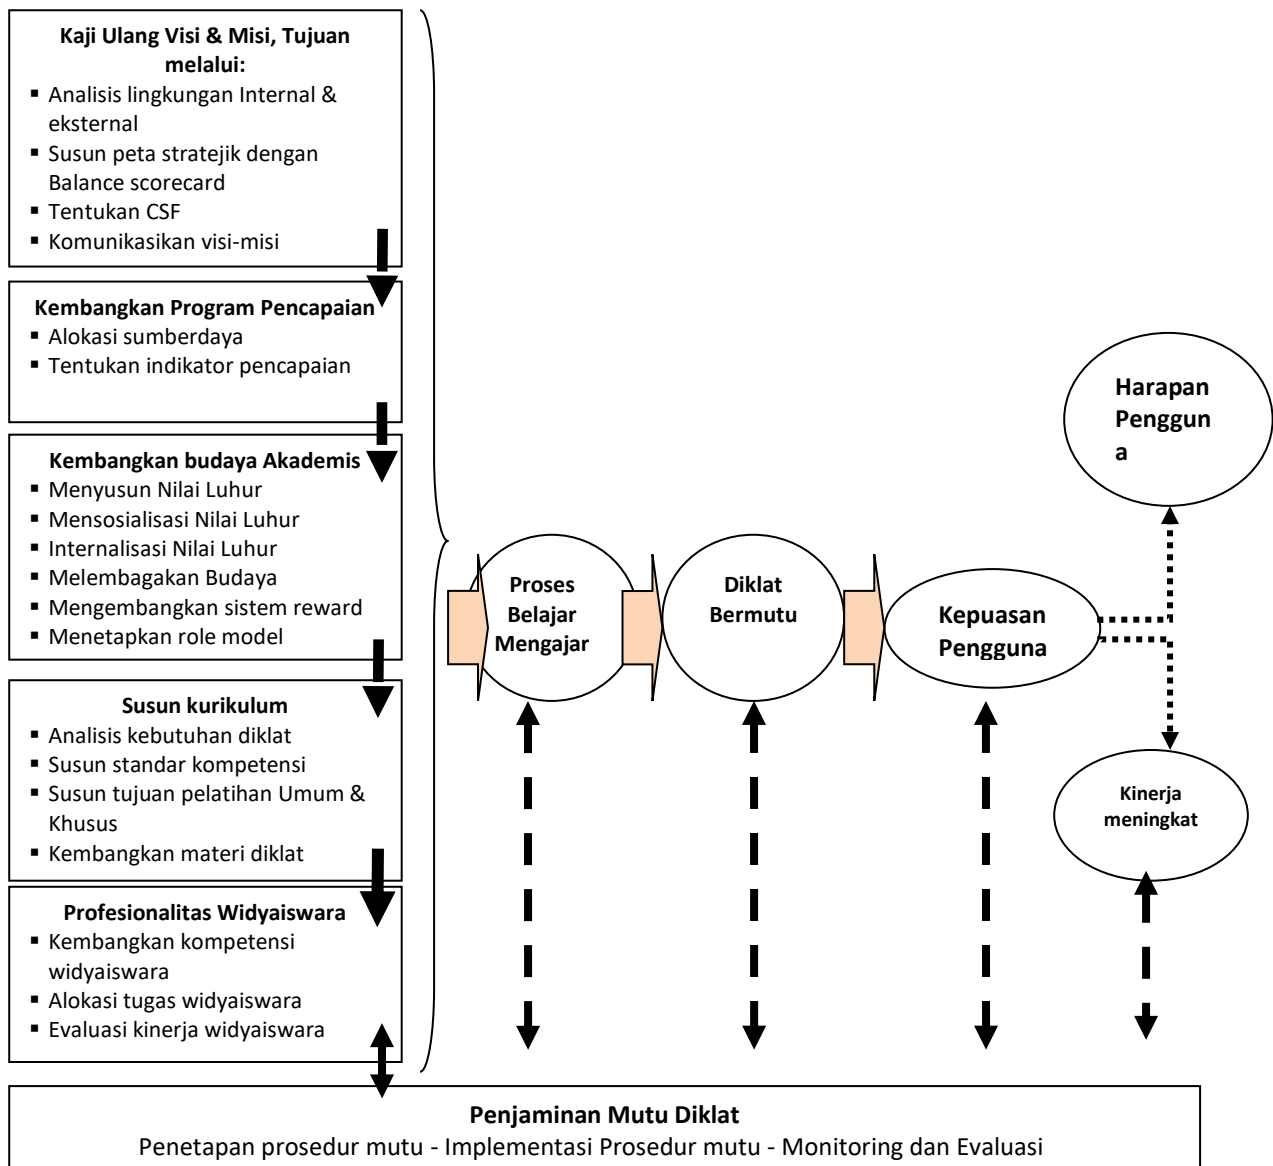 Kaji Ulang Visi & Misi, Tujuan
melalui:
▪ Analisis lingkungan Internal &
eksternal
▪ Susun peta stratejik dengan
Balance scorecard
▪ Tentukan CSF
▪ Komunikasikan visi-misi
Kembangkan Program Pencapaian
▪ Alokasi sumberdaya
▪ Tentukan indikator pencapaian
Kembangkan budaya Akademis
▪ Menyusun Nilai Luhur
▪ Mensosialisasi Nilai Luhur
▪ Internalisasi Nilai Luhur
▪ Melembagakan Budaya
▪ Mengembangkan sistem reward
▪ Menetapkan role model
Susun kurikulum
▪ Analisis kebutuhan diklat
▪ Susun standar kompetensi
▪ Susun tujuan pelatihan Umum &
Khusus
▪ Kembangkan materi diklat
Profesionalitas Widyaiswara
▪ Kembangkan kompetensi
widyaiswara
▪ Alokasi tugas widyaiswara
▪ Evaluasi kinerja widyaiswara
Proses
Belajar
Mengajar
Diklat
Bermutu
Kepuasan
Pengguna
Harapan
Penggun
a
Kinerja
meningkat
Penjaminan Mutu Diklat
Penetapan prosedur mutu - Implementasi Prosedur mutu - Monitoring dan Evaluasi